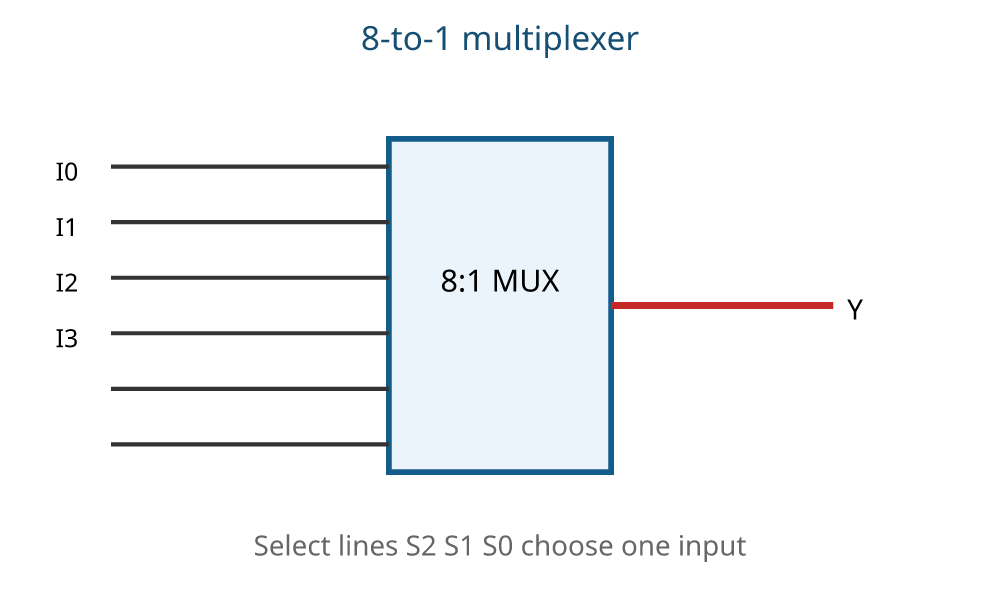 8-to-1 multiplexer
I0
I1
I2
I3
8:1 MUX
Y
Select lines S2 S1 S0 choose one input